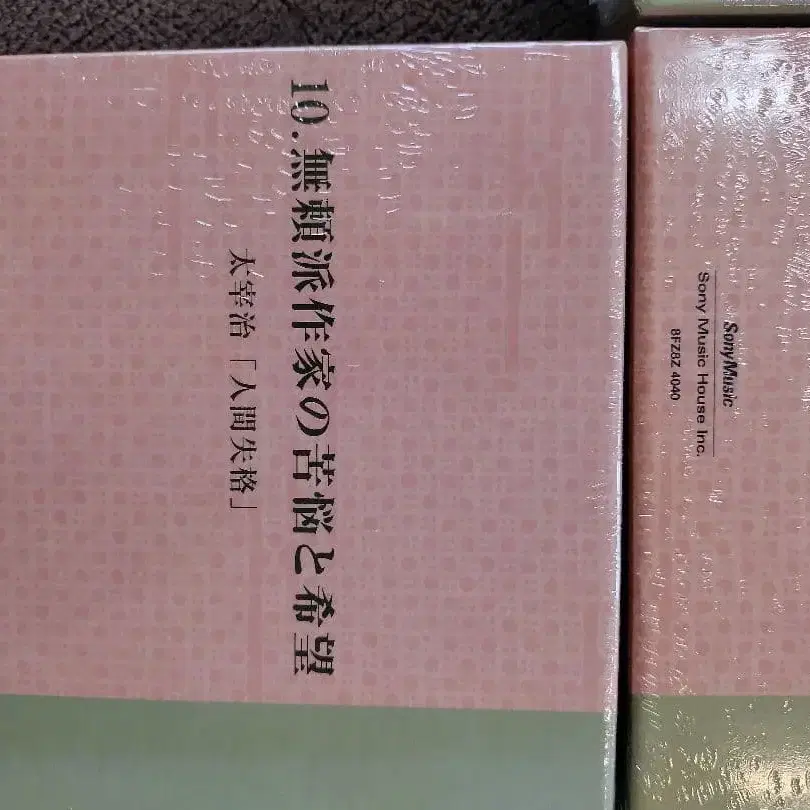 10.無頼派作家の苦悩と希望
太宰治「人間失格」
SonyMusic
Sony Music House Inc.
8FZ8Z 4040